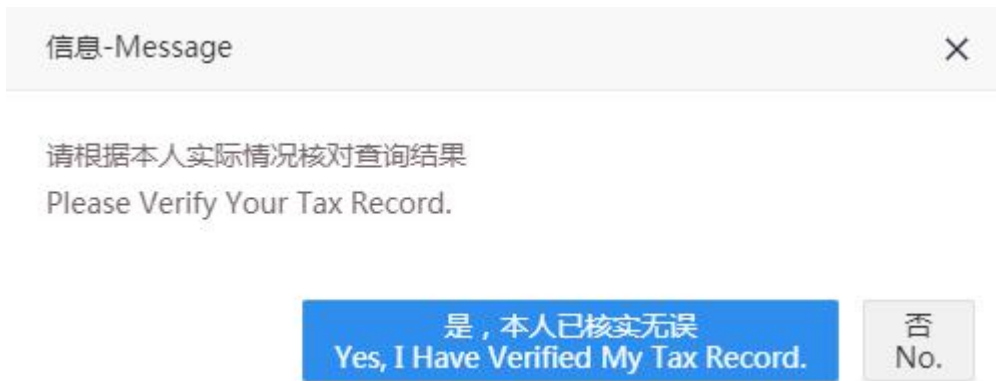 信息-Message
请根据本人实际情况核对查询结果
Please Verify Your Tax Record.
是，本人已核实无误
Yes, I Have Verified My Tax Record.
否
No.